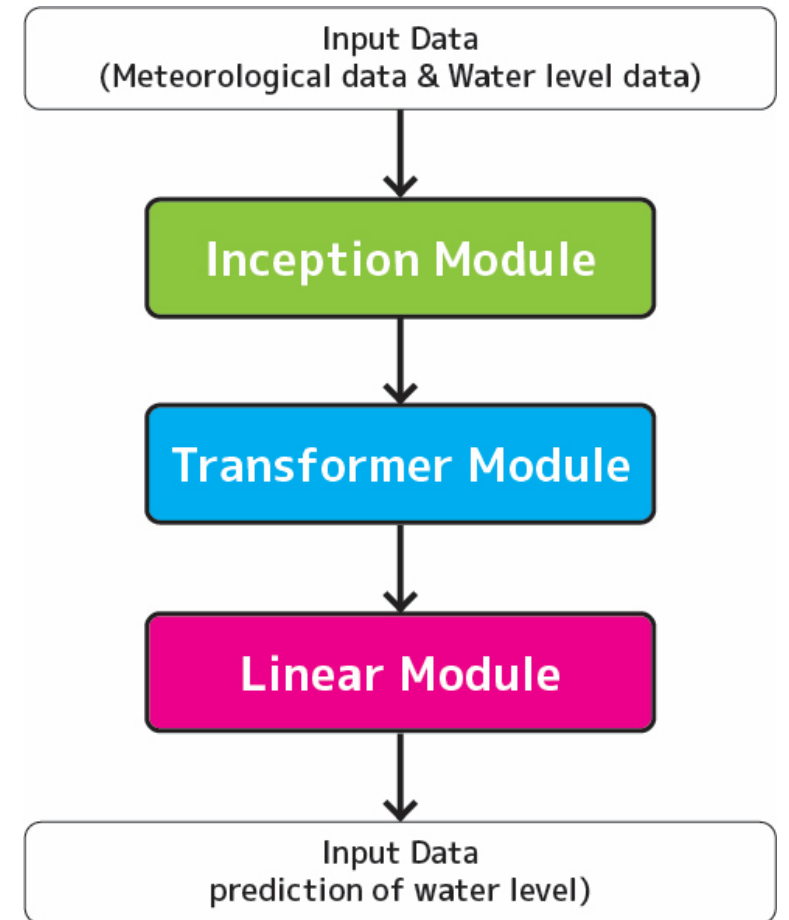 Input Data
(Meteorological data & Water level data)
Inception Module
Transformer Module
Linear Module
Input Data
prediction of water level)